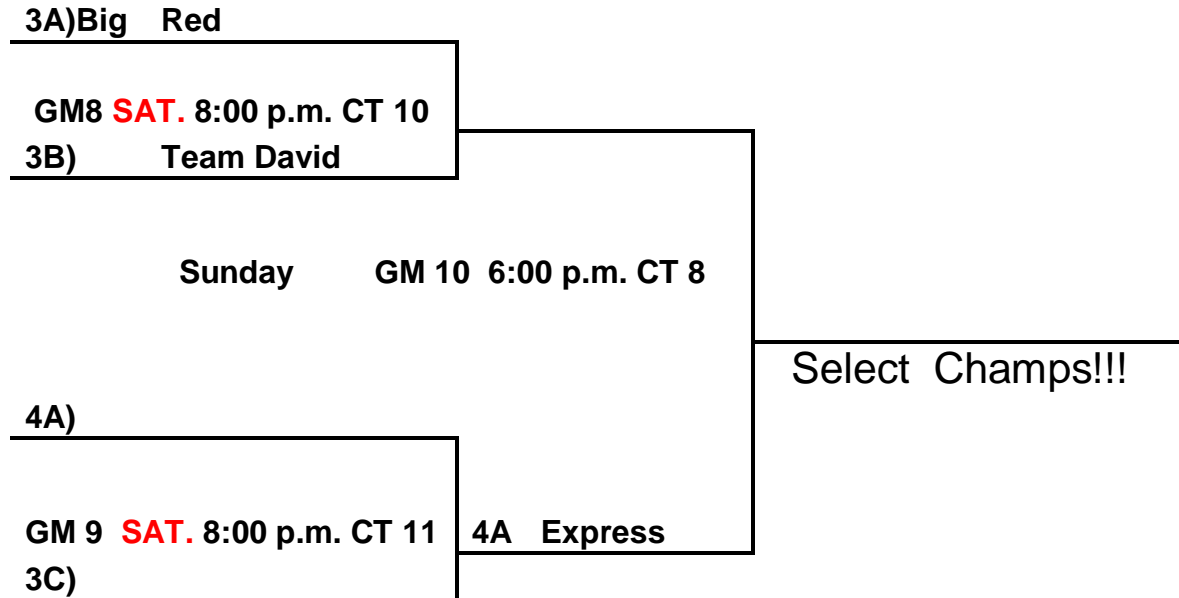 3A)Big Red
GM8 SAT. 8:00 p.m. CT 10
3B) Team David
Sunday GM 10 6:00 p.m. CT 8
Select Champs!!!
4A)
GM 9 SAT. 8:00 p.m. CT 11
4A Express
3C)